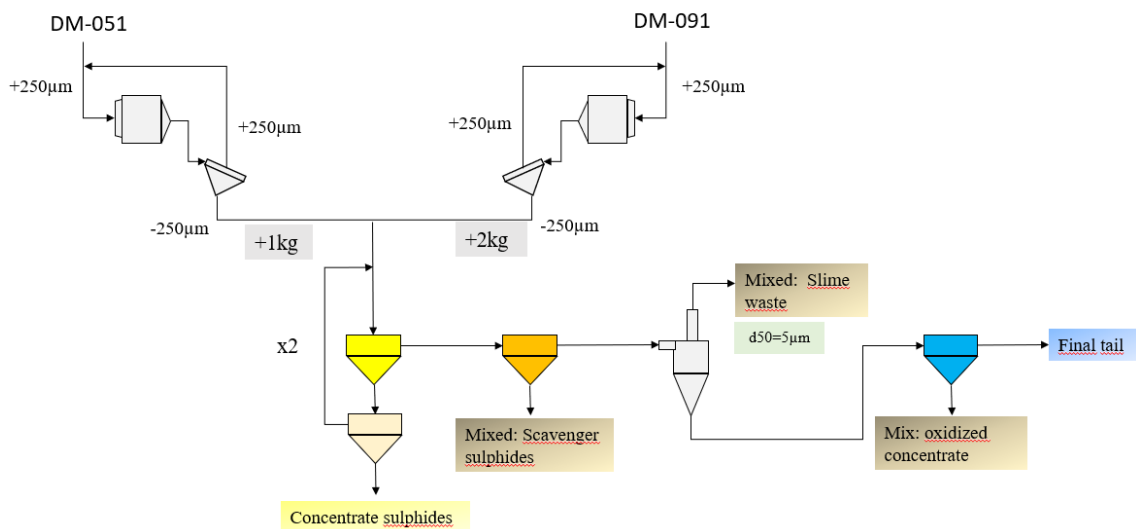 DM-051
DM-091
+250µm
+250µm
+250µm
+250µm
-250µm
-250µm
+1kg
+2kg
x2
Mixed: Slime
waste
d50=5µm
Final tail
Mixed: Scavenger
sulphides
Mix: oxidized
concentrate
Concentrate sulphides